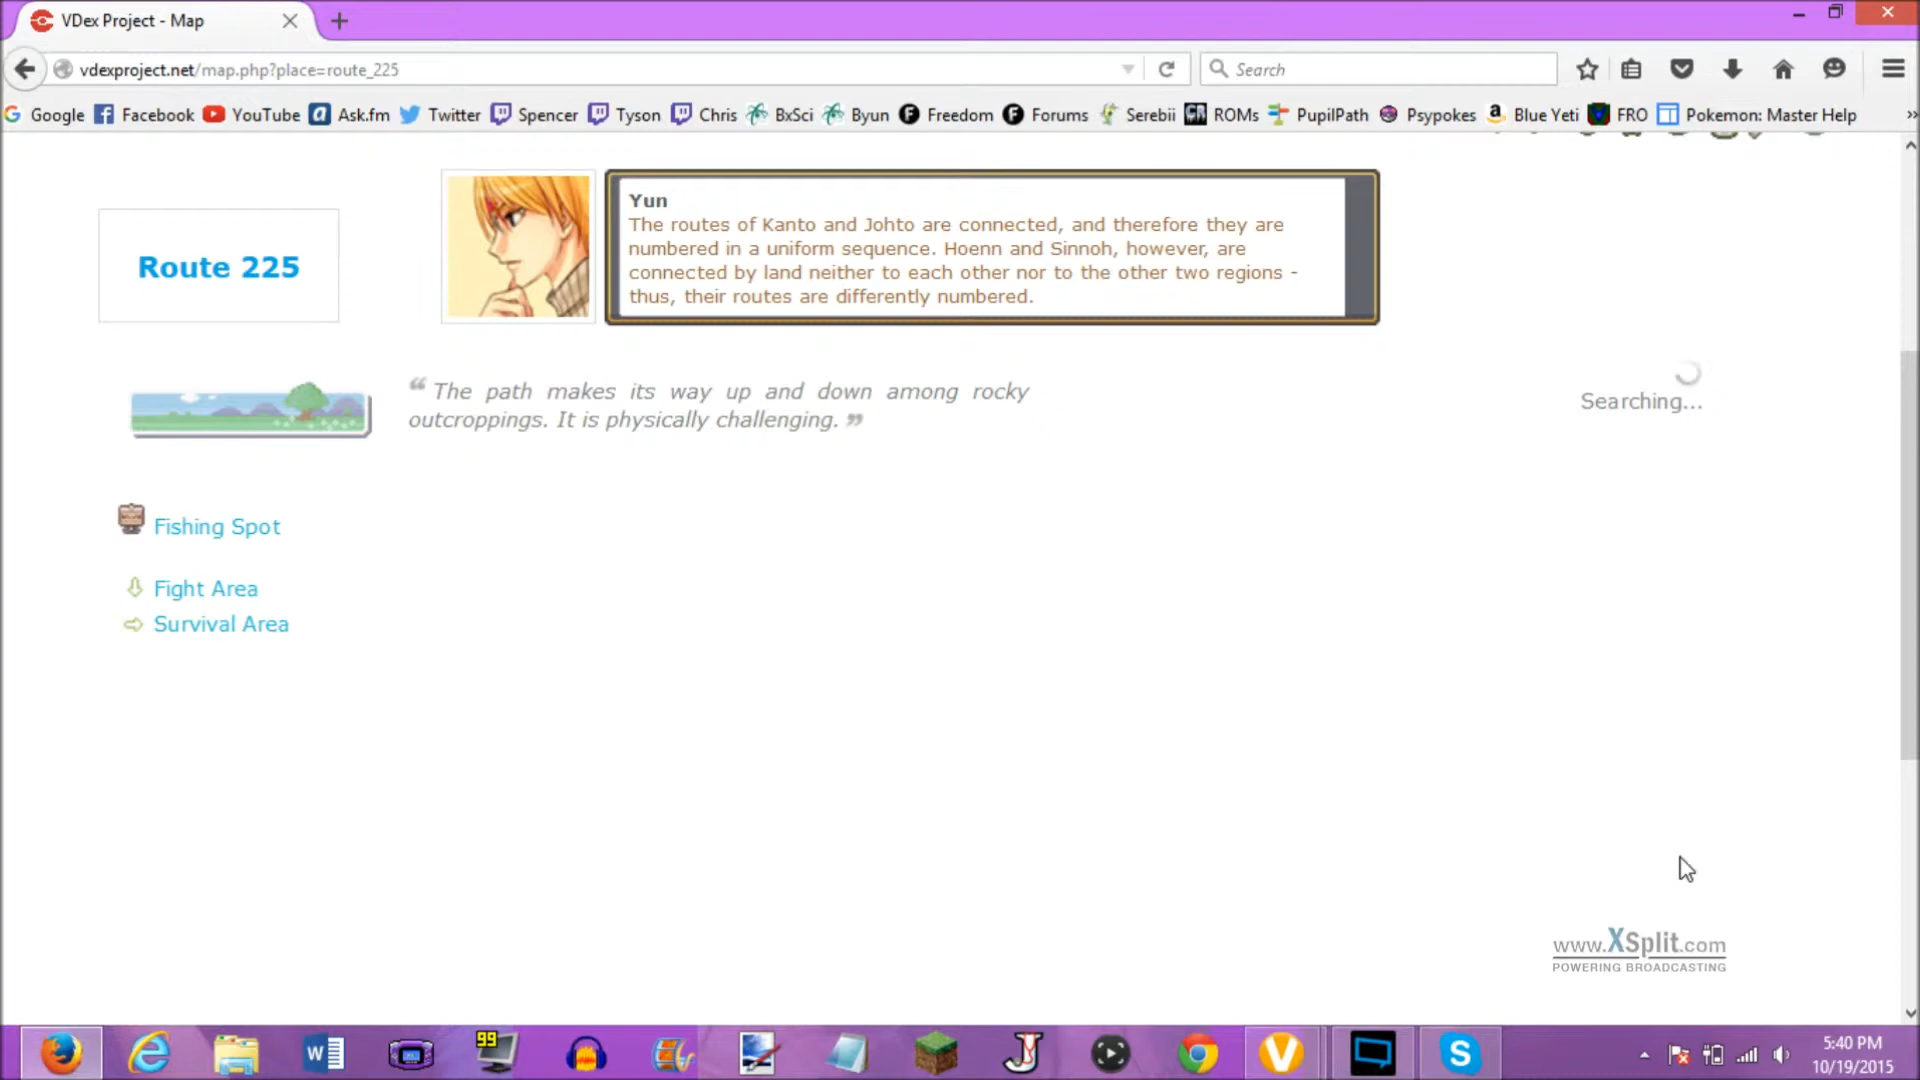 VDex Project - Map
vdexproject.net/map.php?place=route_225
Search
Google Facebook YouTube Ask.fm Twitter Spencer Tyson Chris BxSci Byun Freedom Forums Serebii ROMs PupilPath Psypokes Blue Yeti FRO Pokemon: Master Help
Route 225
Yun
The routes of Kanto and Johto are connected, and therefore they are
numbered in a uniform sequence. Hoenn and Sinnoh, however, are
connected by land neither to each other nor to the other two regions -
thus, their routes are differently numbered.
“ The path makes its way up and down among rocky
outcroppings. It is physically challenging. ”
Searching...
Fishing Spot
Fight Area
Survival Area
www.XSplit.com
POWERING BROADCASTING
99
5:40 PM
10/19/2015